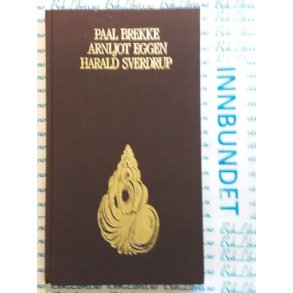 PAAL BREKKE
ARNLJOT EGGEN
HARALD SVERDRUP
INNBUNDET